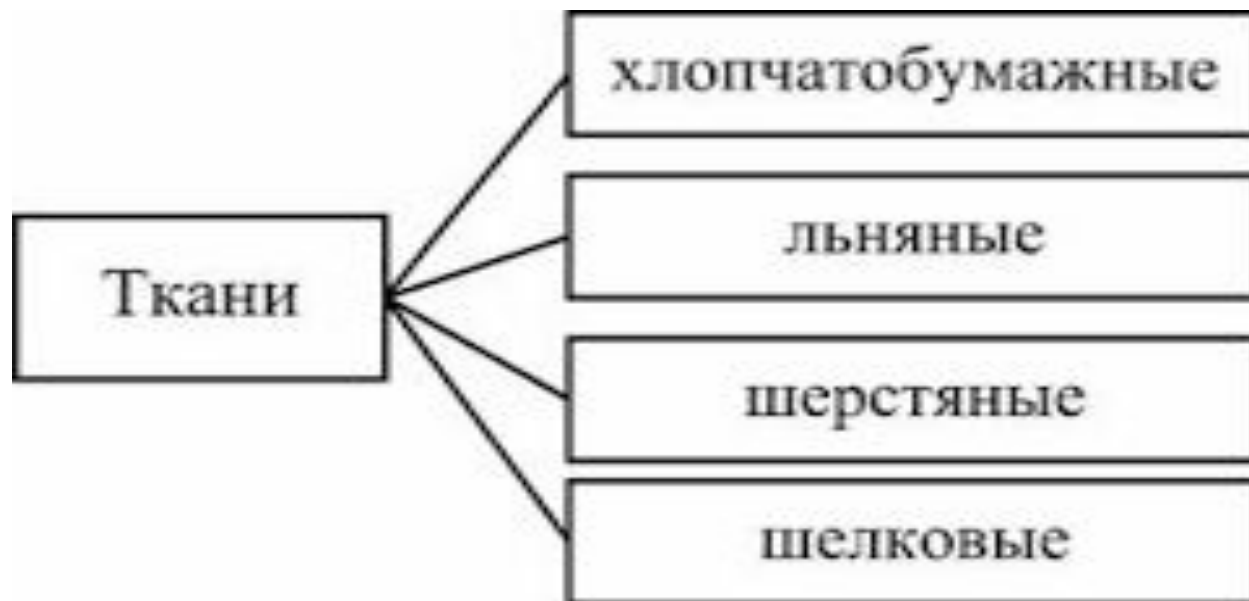 хлопчатобумажные
льняные
Ткани
шерстяные
шелковые